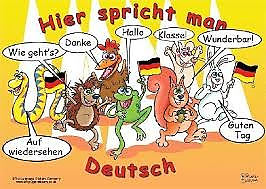 Hier spricht man
Wie geht's?
Danke
Hallo
Klasse!
Wunderbar!
Auf
wiedersehen
Guten
Tag
Deutsch